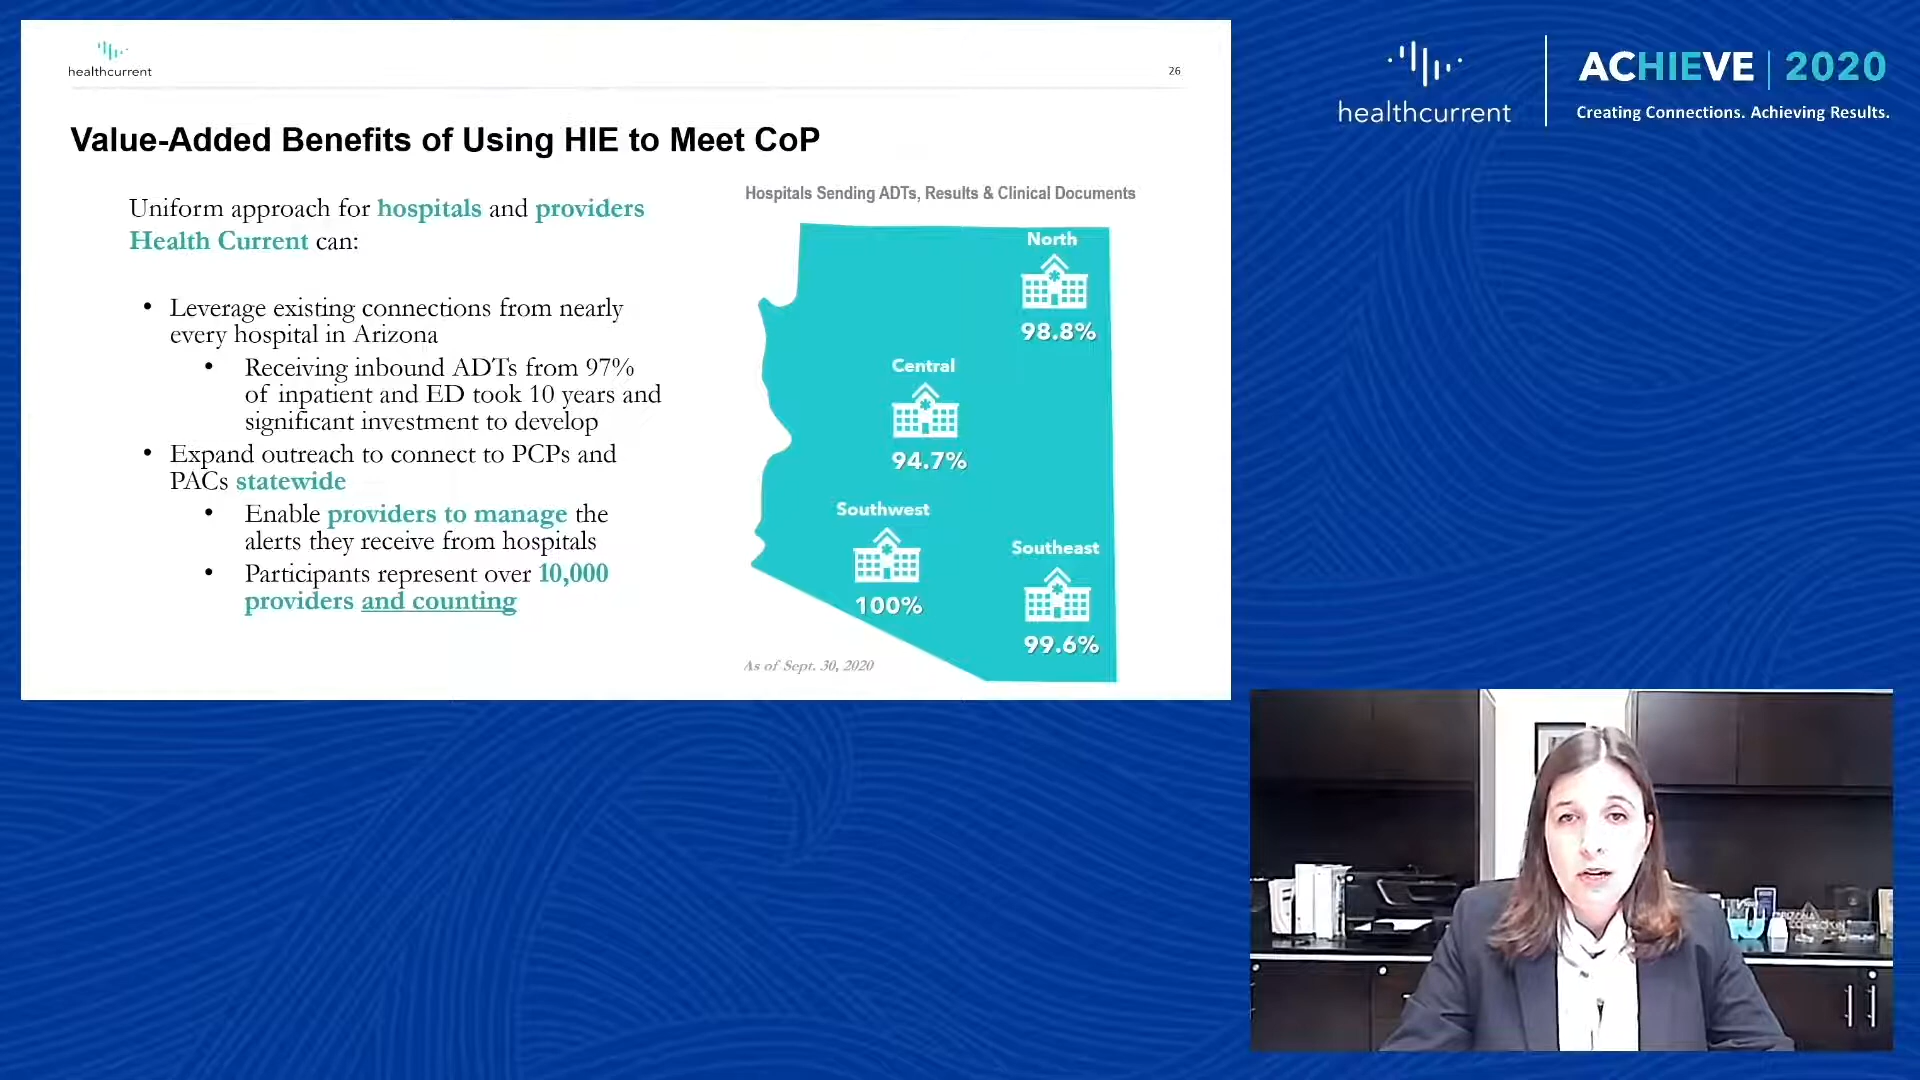 healthcurrent
26
Value-Added Benefits of Using HIE to Meet CoP
Uniform approach for hospitals and providers
Health Current can:
• Leverage existing connections from nearly
every hospital in Arizona
• Receiving inbound ADTs from 97%
of inpatient and ED took 10 years and
significant investment to develop
• Expand outreach to connect to PCPs and
PACs statewide
• Enable providers to manage the
alerts they receive from hospitals
• Participants represent over 10,000
providers and counting
Hospitals Sending ADTs, Results & Clinical Documents
North
98.8%
Central
94.7%
Southwest
100%
Southeast
99.6%
As of Sept. 30, 2020
healthcurrent
ACHIEVE | 2020
Creating Connections. Achieving Results.